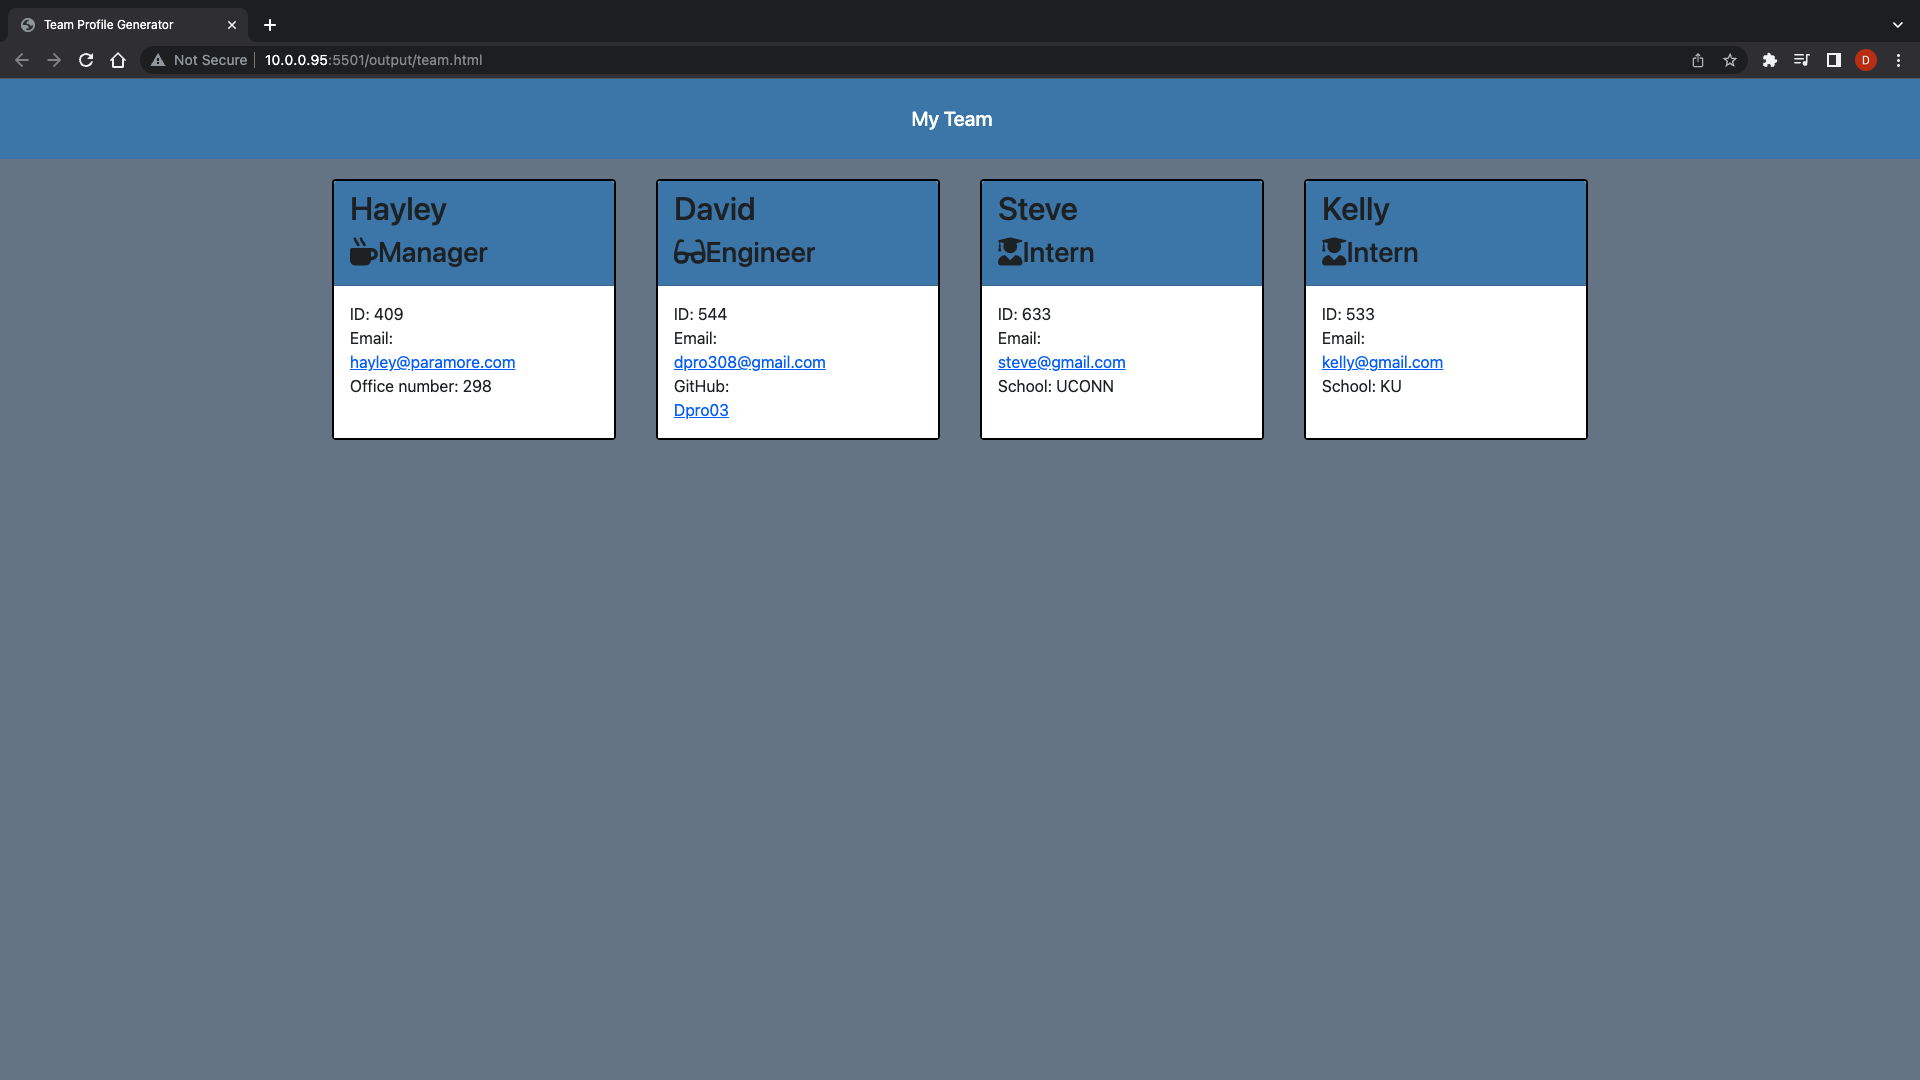 Team Profile Generator
Not Secure
10.0.0.95:5501/output/team.html
D
My Team
Hayley
Manager
ID: 409
Email:
hayley@paramore.com
Office number: 298
David
Engineer
ID: 544
Email:
dpro308@gmail.com
GitHub:
Dpro03
Steve
Intern
ID: 633
Email:
steve@gmail.com
School: UCONN
Kelly
Intern
ID: 533
Email:
kelly@gmail.com
School: KU